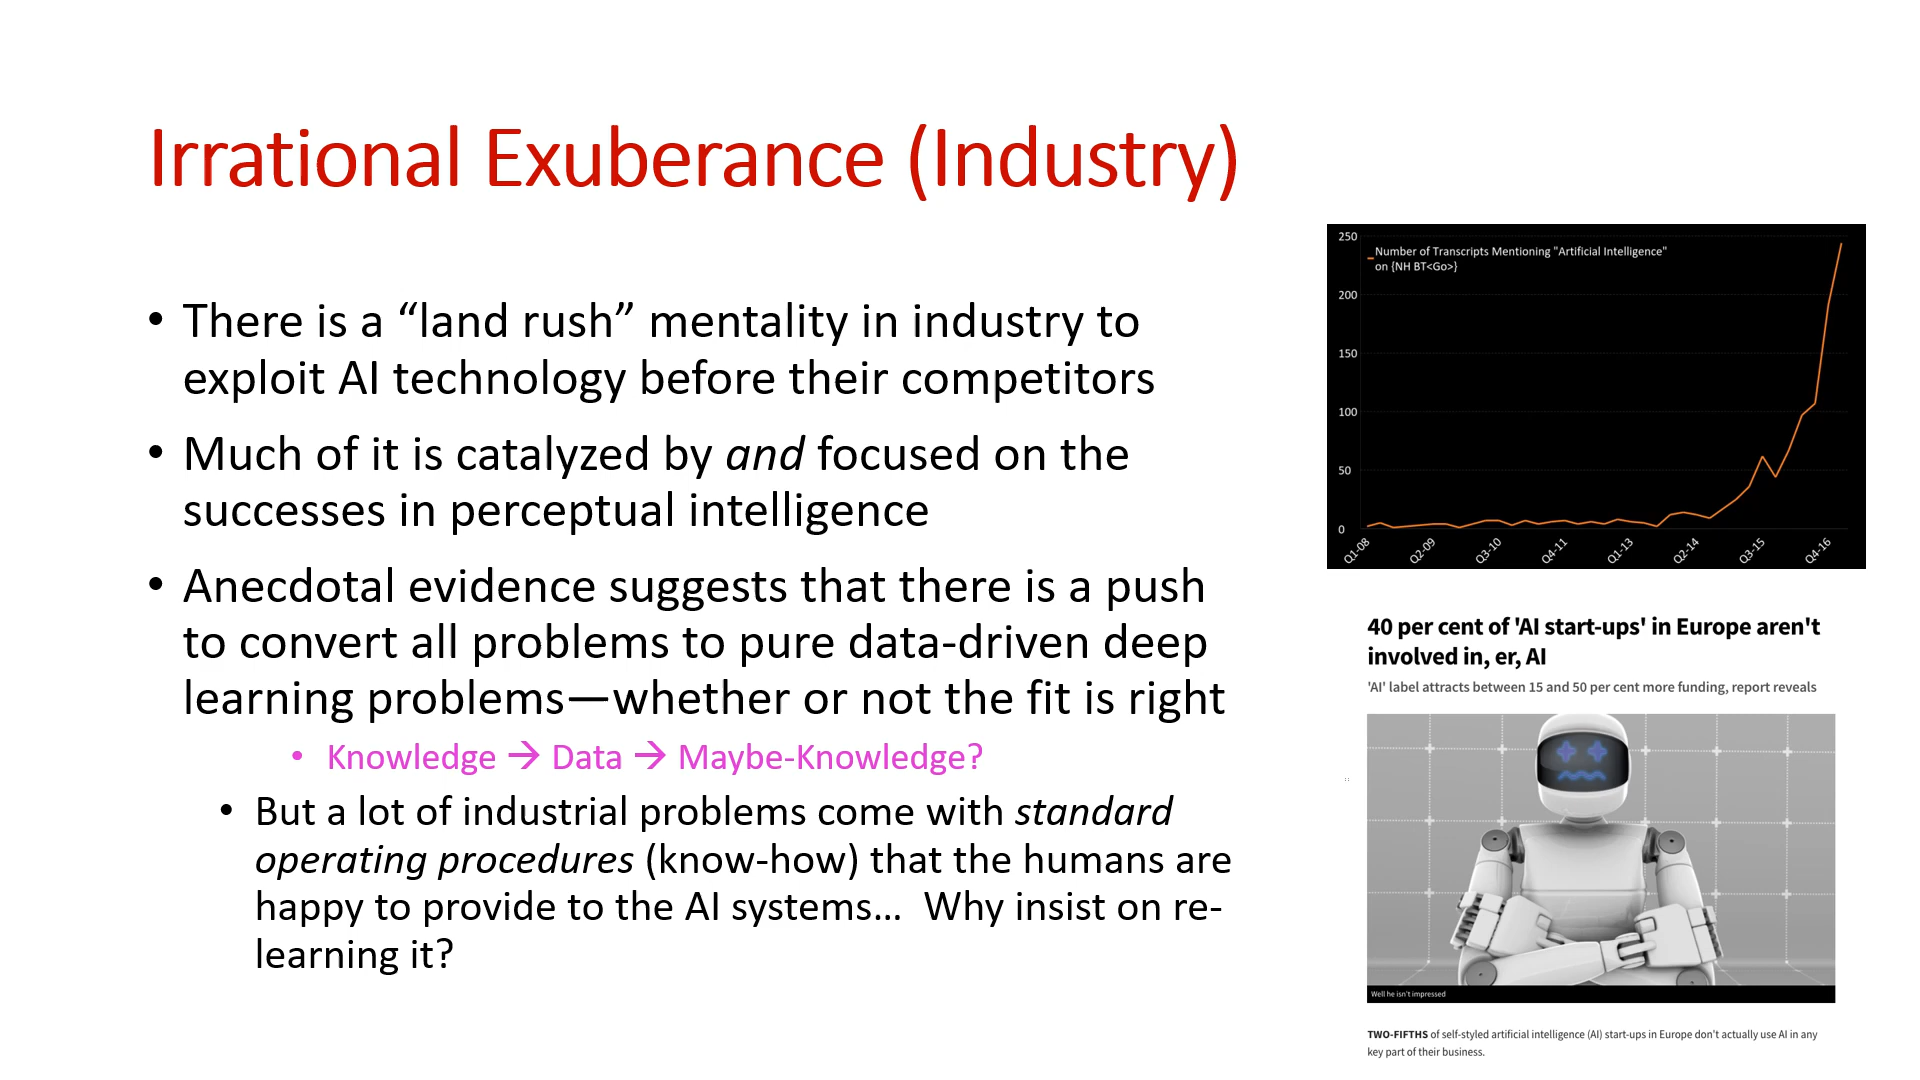 Irrational Exuberance (Industry)
• There is a “land rush” mentality in industry to
exploit AI technology before their competitors
• Much of it is catalyzed by and focused on the
successes in perceptual intelligence
• Anecdotal evidence suggests that there is a push
to convert all problems to pure data-driven deep
learning problems—whether or not the fit is right
• Knowledge → Data → Maybe-Knowledge?
• But a lot of industrial problems come with standard
operating procedures (know-how) that the humans are
happy to provide to the AI systems… Why insist on re-
learning it?
Number of Transcripts Mentioning "Artificial Intelligence"
on {NH BT<Go>}
250
200
150
100
50
0
Q1-08 Q2-09 Q3-10 Q4-11 Q1-13 Q2-14 Q3-15 Q4-16
40 per cent of 'AI start-ups' in Europe aren't
involved in, er, AI
'AI' label attracts between 15 and 50 per cent more funding, report reveals
Well he isn't impressed
TWO-FIFTHS of self-styled artificial intelligence (AI) start-ups in Europe don't actually use AI in any
key part of their business.